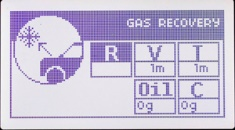 GAS RECOVERY
R V T
1m 1m
Oil C
0g 0g